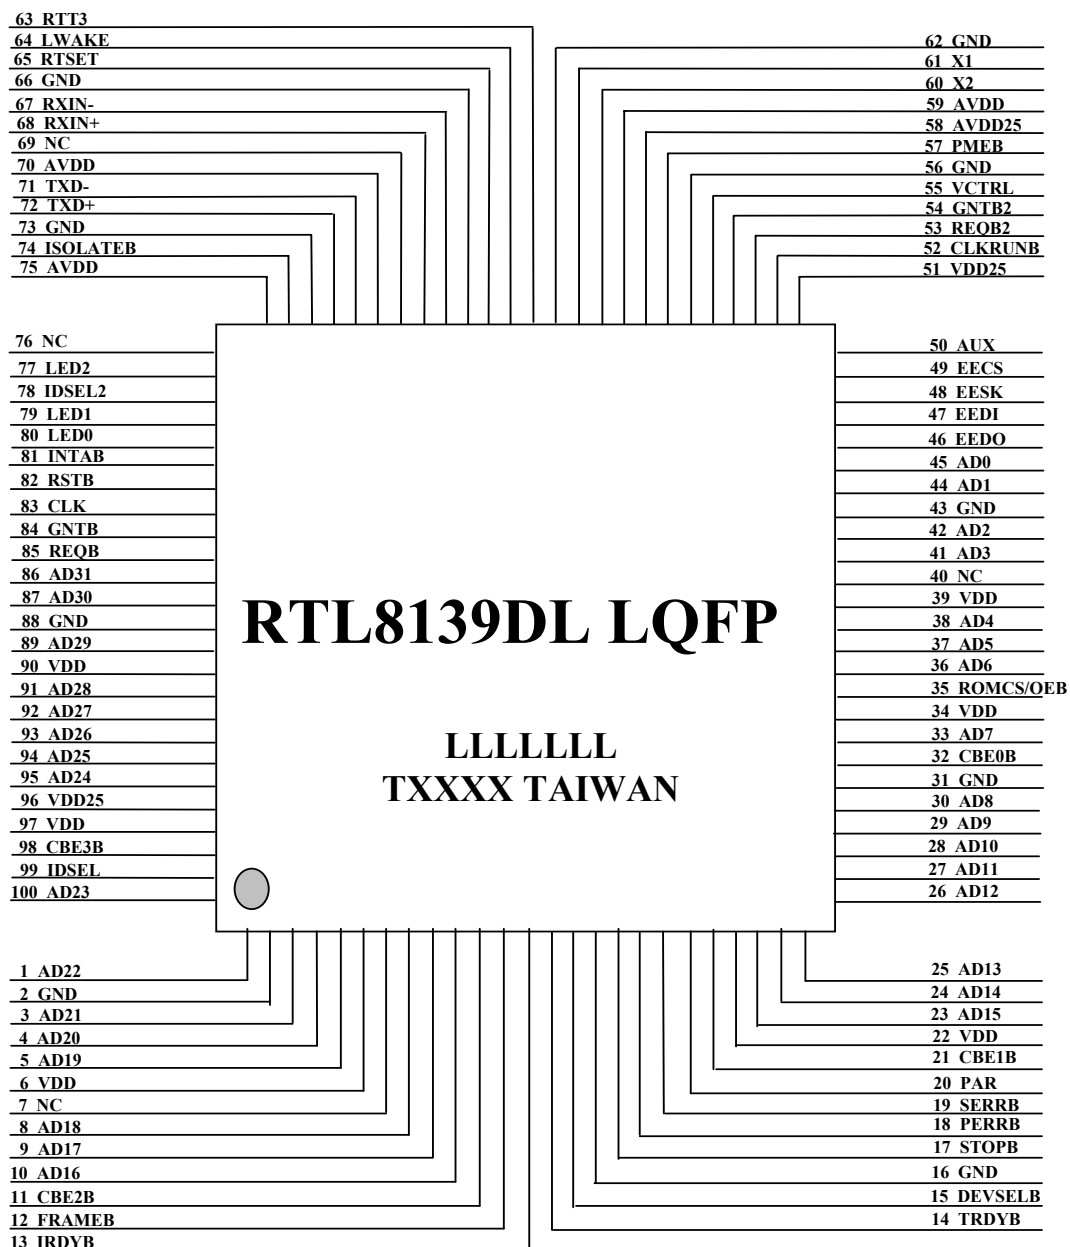 63 RTT3
64 LWAKE
65 RTSET
66 GND
67 RXIN-
68 RXIN+
69 NC
70 AVDD
71 TXD-
72 TXD+
73 GND
74 ISOLATEB
75 AVDD
62 GND
61 X1
60 X2
59 AVDD
58 AVDD25
57 PMEB
56 GND
55 VCTRL
54 GNTB2
53 REQB2
52 CLKRUNB
51 VDD25
76 NC
77 LED2
78 IDSEL2
79 LED1
80 LED0
81 INTAB
82 RSTB
83 CLK
84 GNTB
85 REQB
86 AD31
87 AD30
88 GND
89 AD29
90 VDD
91 AD28
92 AD27
93 AD26
94 AD25
95 AD24
96 VDD25
97 VDD
98 CBE3B
99 IDSEL
100 AD23
RTL8139DL LQFP
LLLLLLL
TXXXX TAIWAN
50 AUX
49 EECS
48 EESK
47 EEDI
46 EEDO
45 AD0
44 AD1
43 GND
42 AD2
41 AD3
40 NC
39 VDD
38 AD4
37 AD5
36 AD6
35 ROMCS/OEB
34 VDD
33 AD7
32 CBE0B
31 GND
30 AD8
29 AD9
28 AD10
27 AD11
26 AD12
1 AD22
2 GND
3 AD21
4 AD20
5 AD19
6 VDD
7 NC
8 AD18
9 AD17
10 AD16
11 CBE2B
12 FRAMEB
13 IRDYB
25 AD13
24 AD14
23 AD15
22 VDD
21 CBE1B
20 PAR
19 SERRB
18 PERRB
17 STOPB
16 GND
15 DEVSELB
14 TRDYB